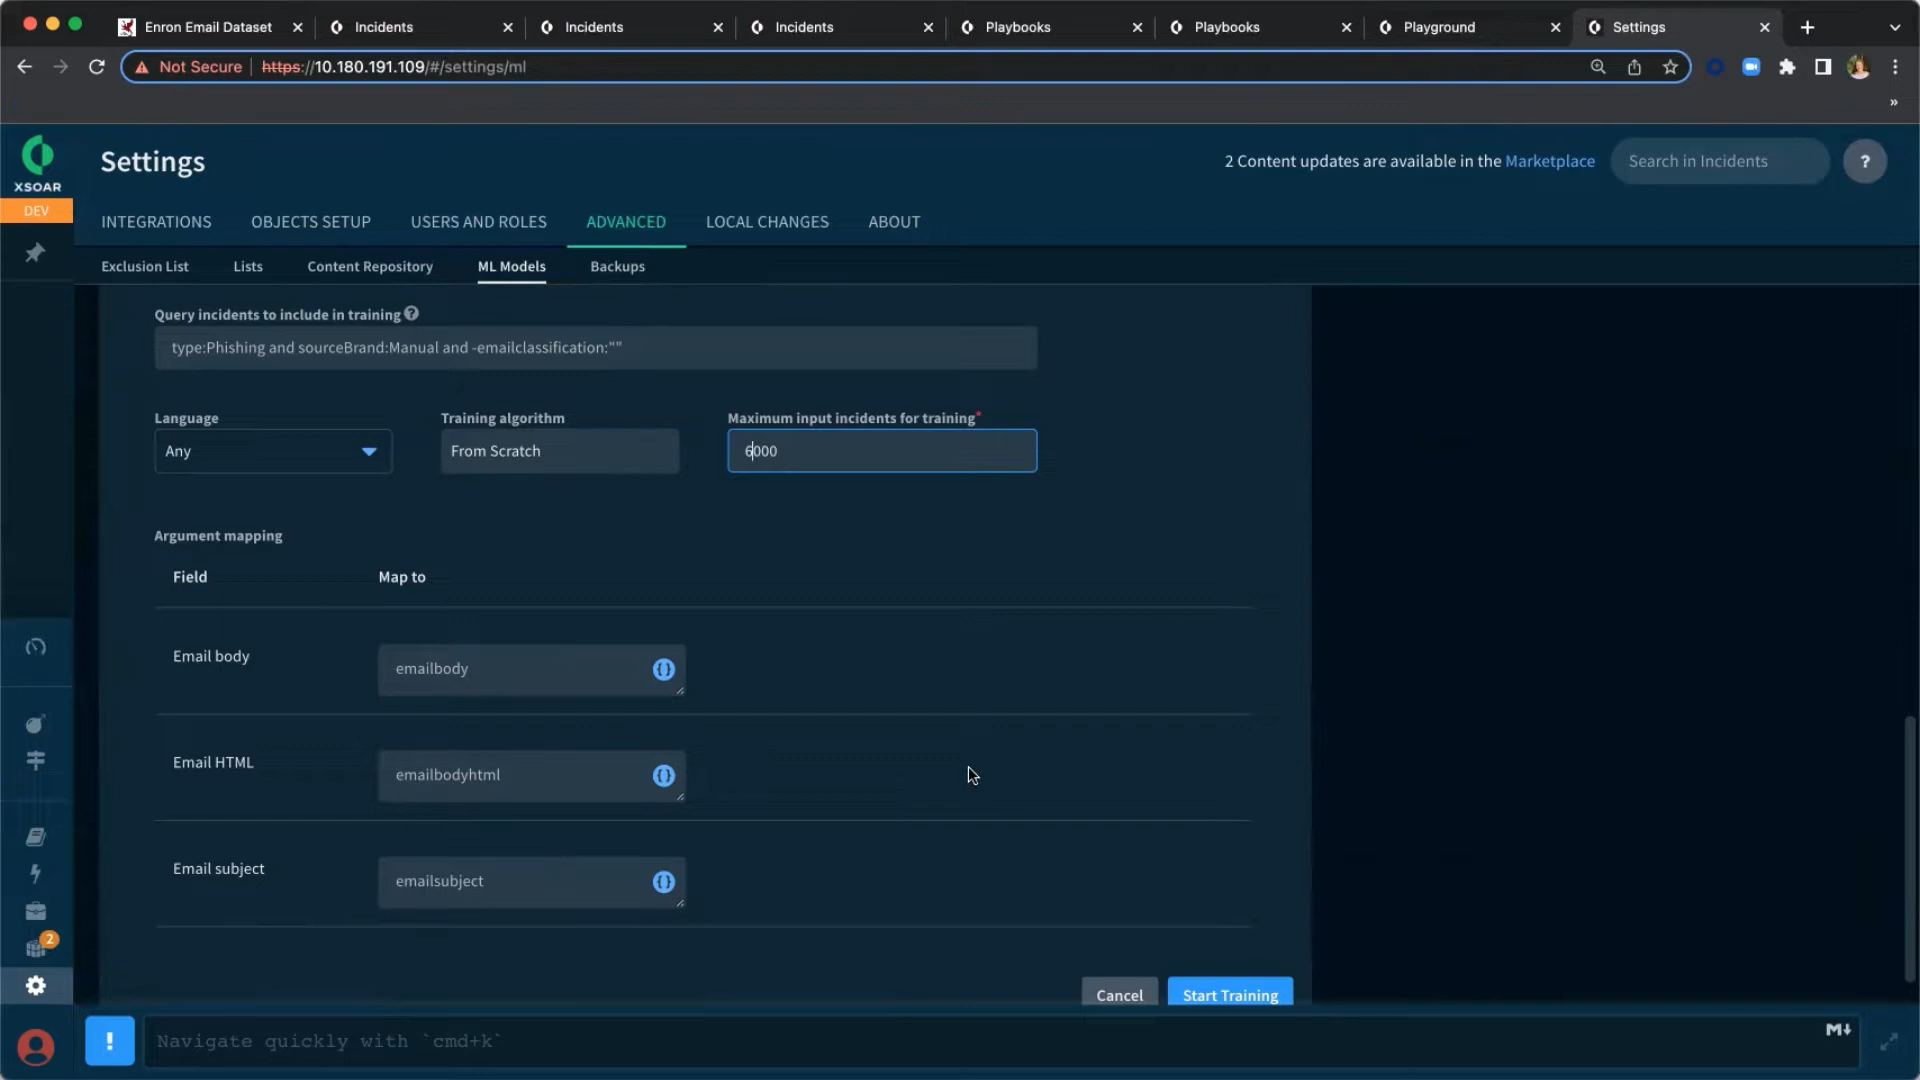 Enron Email Dataset
Incidents
Incidents
Incidents
Playbooks
Playbooks
Playground
Settings
Not Secure https://10.180.191.109/#/settings/ml
XSOAR
DEV
Settings
2 Content updates are available in the Marketplace
Search in Incidents
?
INTEGRATIONS OBJECTS SETUP USERS AND ROLES ADVANCED LOCAL CHANGES ABOUT
Exclusion List Lists Content Repository ML Models Backups
Query incidents to include in training ?
type:Phishing and sourceBrand:Manual and -emailclassification:""
Language Training algorithm Maximum input incidents for training*
Any From Scratch 6000
Argument mapping
Field Map to
Email body emailbody {}
Email HTML emailbodyhtml {}
Email subject emailsubject {}
2
Cancel Start Training
! Navigate quickly with `cmd+k` M↓